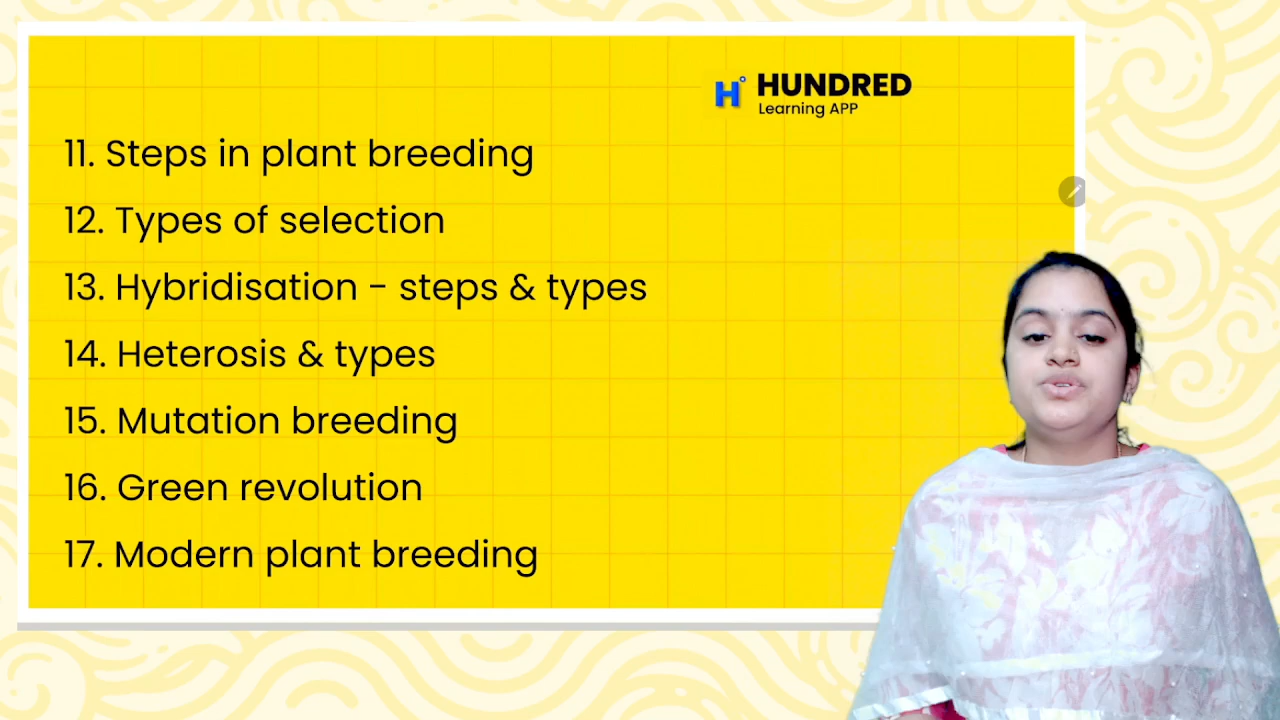 H° HUNDRED
Learning APP
11. Steps in plant breeding
12. Types of selection
13. Hybridisation - steps & types
14. Heterosis & types
15. Mutation breeding
16. Green revolution
17. Modern plant breeding